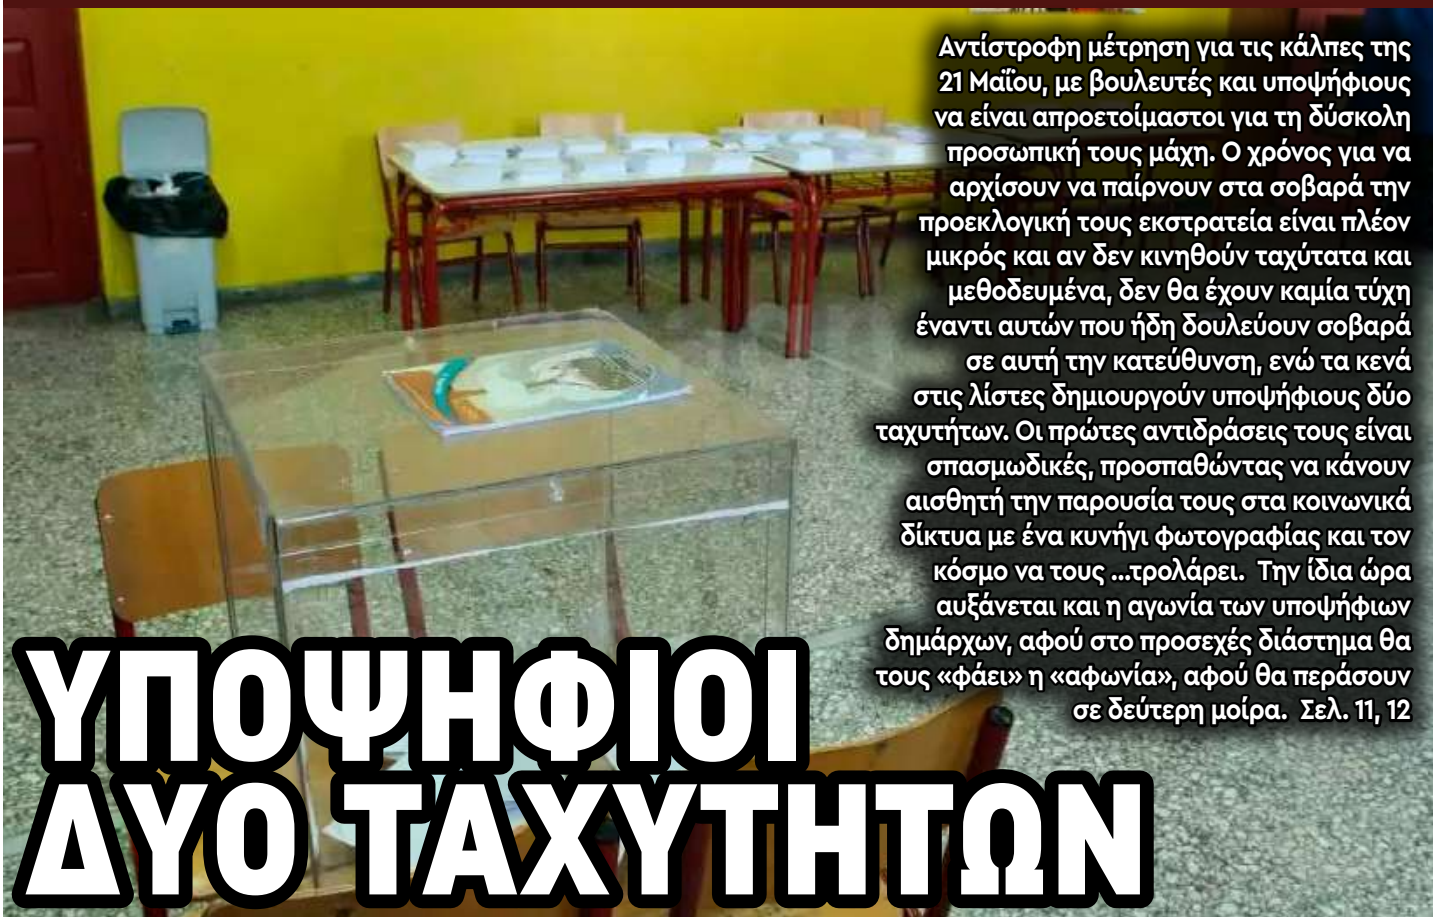 Αντίστροφη μέτρηση για τις κάλπες της
21 Μαΐου, με βουλευτές και υποψήφιους
να είναι απροετοίμαστοι για τη δύσκολη
προσωπική τους μάχη. Ο χρόνος για να
αρχίσουν να παίρνουν στα σοβαρά την
προεκλογική τους εκστρατεία είναι πλέον
μικρός και αν δεν κινηθούν ταχύτατα και
μεθοδευμένα, δεν θα έχουν καμία τύχη
έναντι αυτών που ήδη δουλεύουν σοβαρά
σε αυτή την κατεύθυνση, ενώ τα κενά
στις λίστες δημιουργούν υποψήφιους δύο
ταχυτήτων. Οι πρώτες αντιδράσεις τους είναι
σπασμωδικές, προσπαθώντας να κάνουν
αισθητή την παρουσία τους στα κοινωνικά
δίκτυα με ένα κυνήγι φωτογραφίας και τον
κόσμο να τους ...τρολάρει. Την ίδια ώρα
αυξάνεται και η αγωνία των υποψήφιων
δημάρχων, αφού στο προσεχές διάστημα θα
τους «φάει» η «αφωνία», αφού θα περάσουν
σε δεύτερη μοίρα. Σελ. 11, 12
ΥΠΟΨΗΦΙΟΙ
ΔΥΟ ΤΑΧΥΤΗΤΩΝ